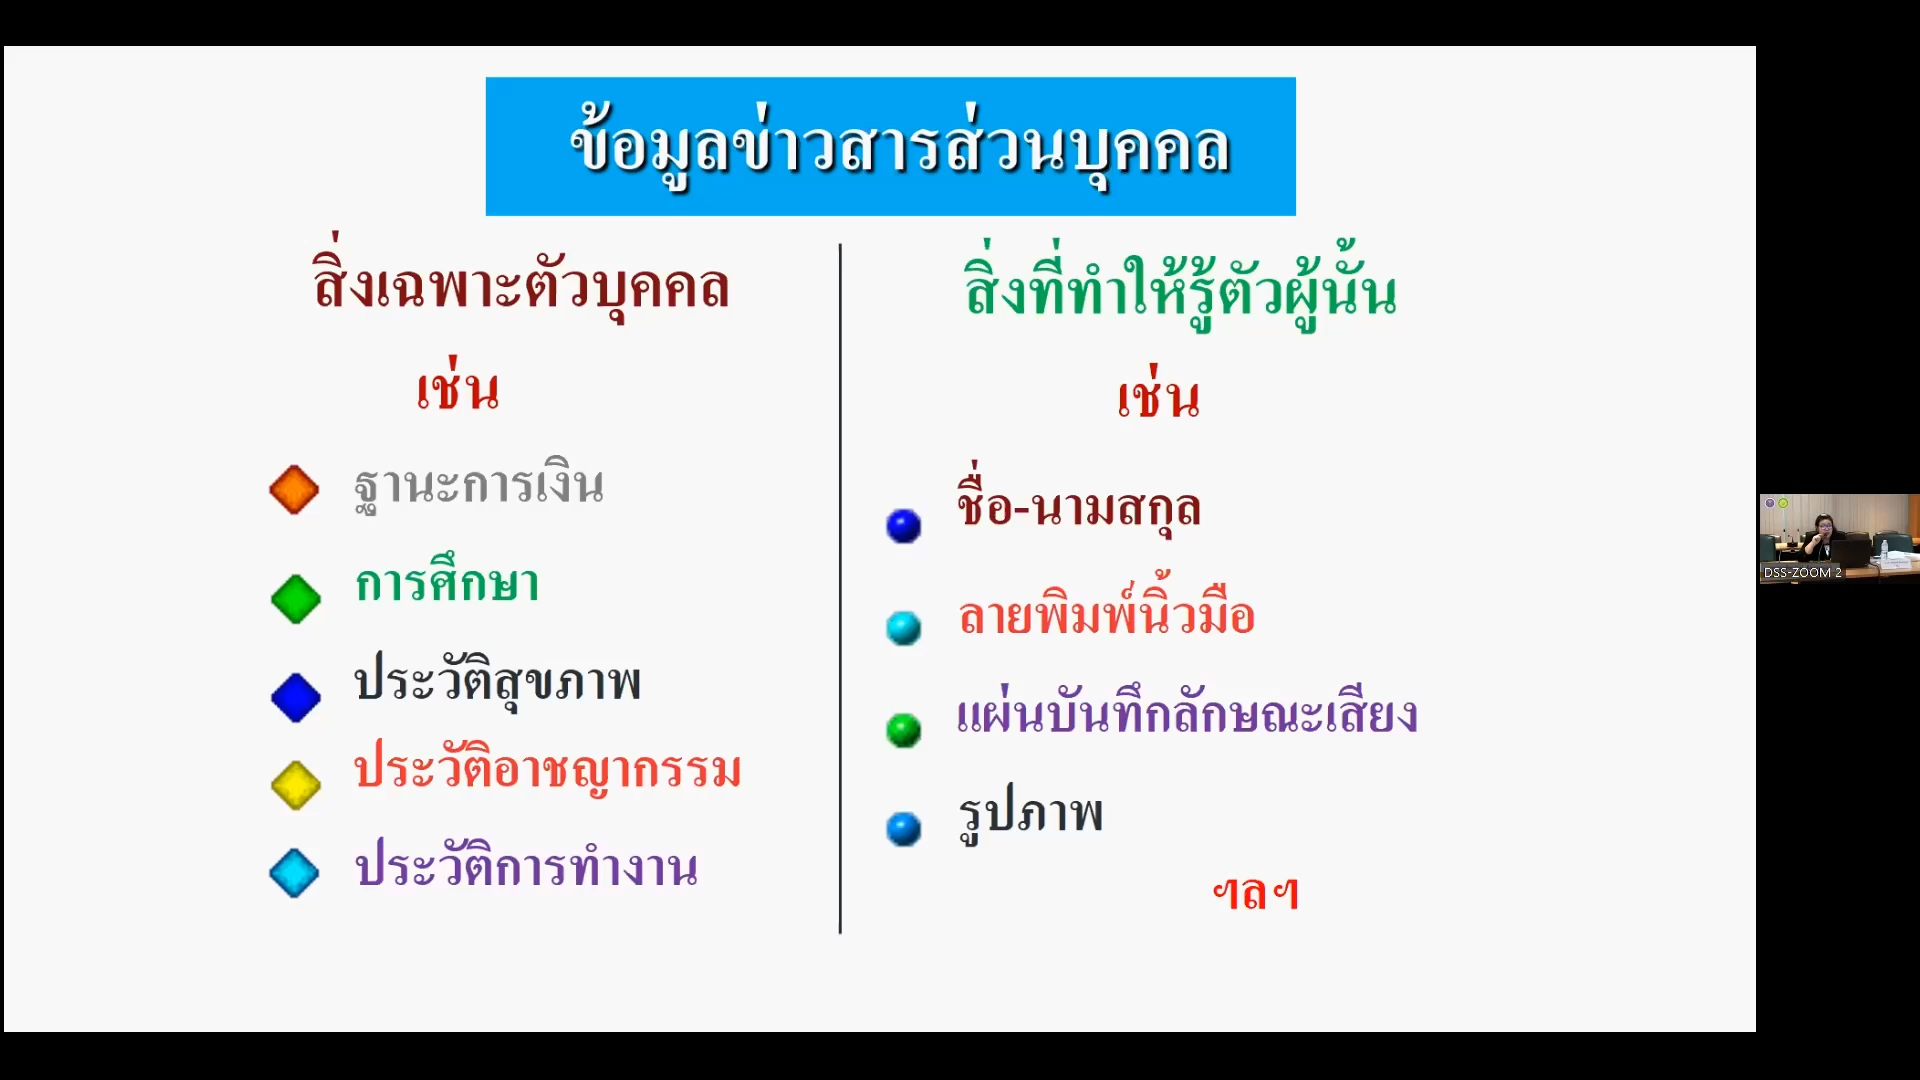 ข้อมูลข่าวสารส่วนบุคคล
สิ่งเฉพาะตัวบุคคล
เช่น
ฐานะการเงิน
การศึกษา
ประวัติสุขภาพ
ประวัติอาชญากรรม
ประวัติการทำงาน
สิ่งที่ทำให้รู้ตัวผู้นั้น
เช่น
ชื่อ-นามสกุล
ลายพิมพ์นิ้วมือ
แผ่นบันทึกลักษณะเสียง
รูปภาพ
ฯลฯ
DSS-ZOOM 2